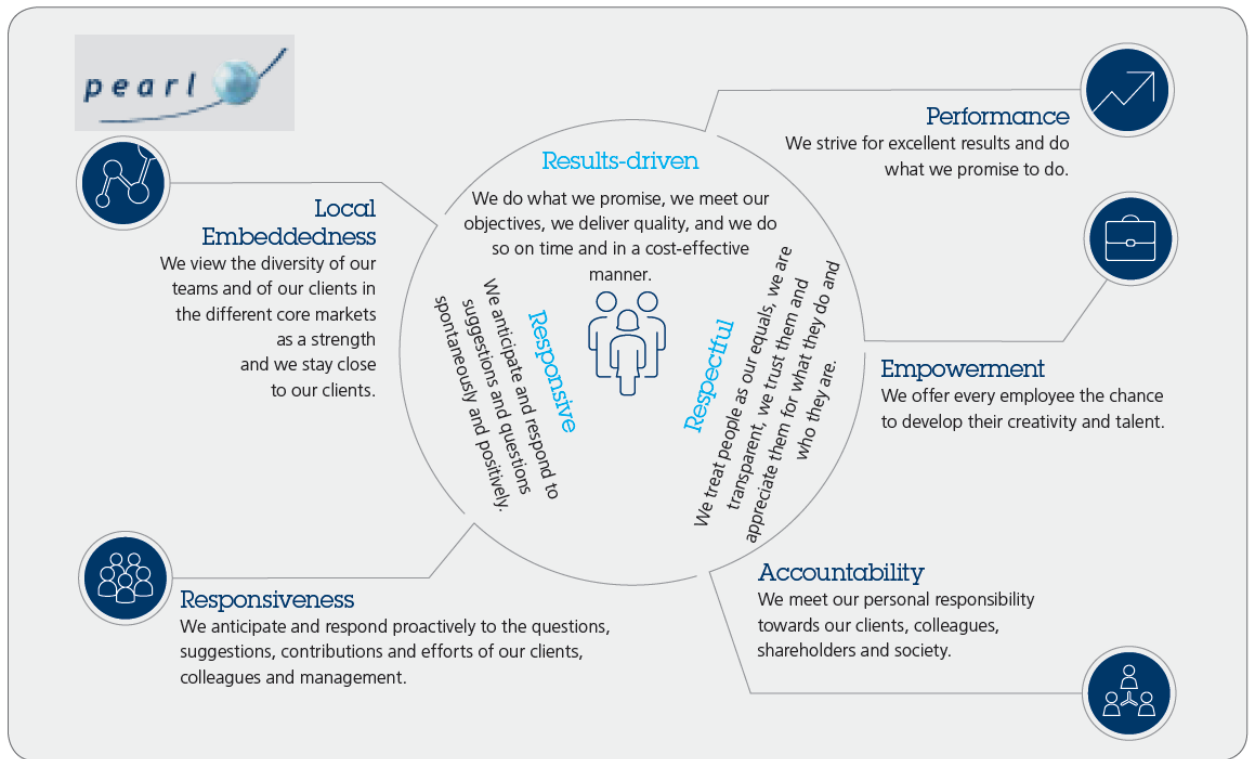 pearl
Performance
We strive for excellent results and do
what we promise to do.
Empowerment
We offer every employee the chance
to develop their creativity and talent.
Accountability
We meet our personal responsibility
towards our clients, colleagues,
shareholders and society.
Responsiveness
We anticipate and respond proactively to the questions,
suggestions, contributions and efforts of our clients,
colleagues and management.
Local
Embeddedness
We view the diversity of our
teams and of our clients in
the different core markets
as a strength
and we stay close
to our clients.
Results-driven
We do what we promise, we meet our
objectives, we deliver quality, and we do
so on time and in a cost-effective
manner.
Responsive
We anticipate and respond to
suggestions and questions
spontaneously and positively.
Respectful
We treat people as our equals, we are
transparent, we trust them and
appreciate them for what they do and
who they are.